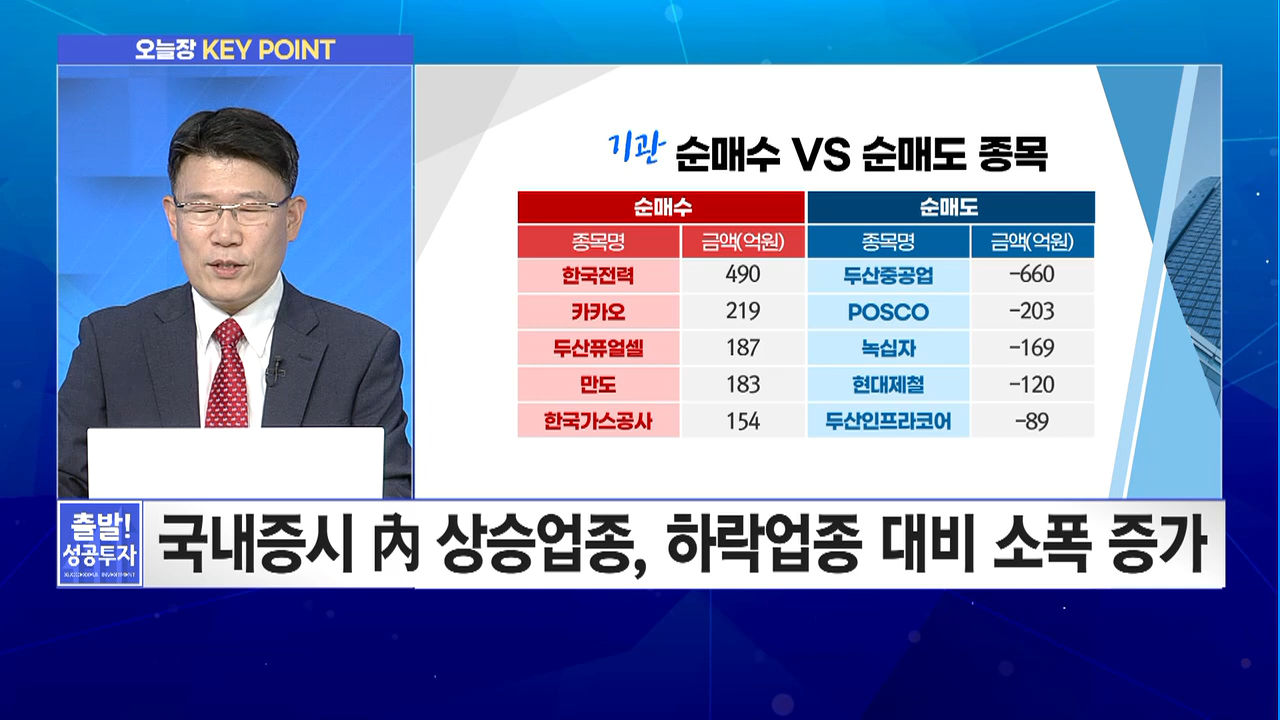 오늘장 KEY POINT
기관 순매수 VS 순매도 종목
순매수 순매도
종목명 금액(억원) 종목명 금액(억원)
한국전력 490 두산중공업 -660
카카오 219 POSCO -203
두산퓨얼셀 187 녹십자 -169
만도 183 현대제철 -120
한국가스공사 154 두산인프라코어 -89
출발!
성공투자
SUCCESSFUL INVESTMENT
국내증시 內 상승업종, 하락업종 대비 소폭 증가